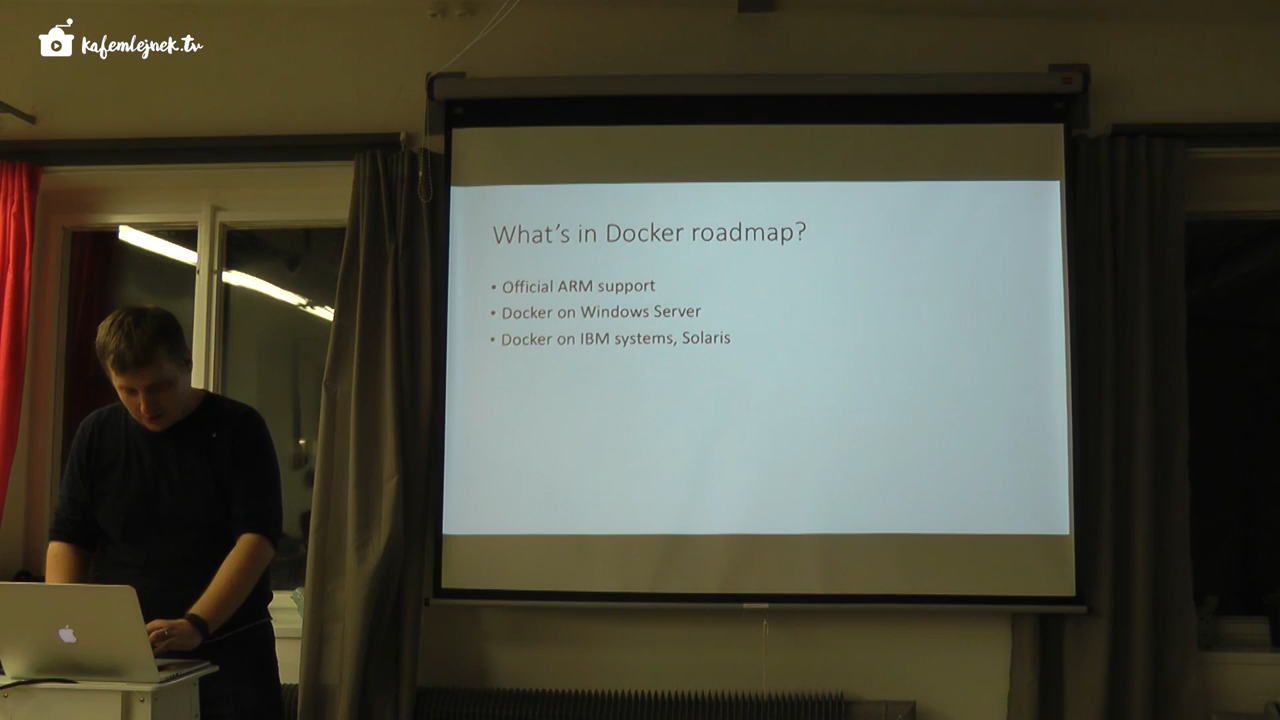 kafemlejnek.tv
What's in Docker roadmap?
• Official ARM support
• Docker on Windows Server
• Docker on IBM systems, Solaris